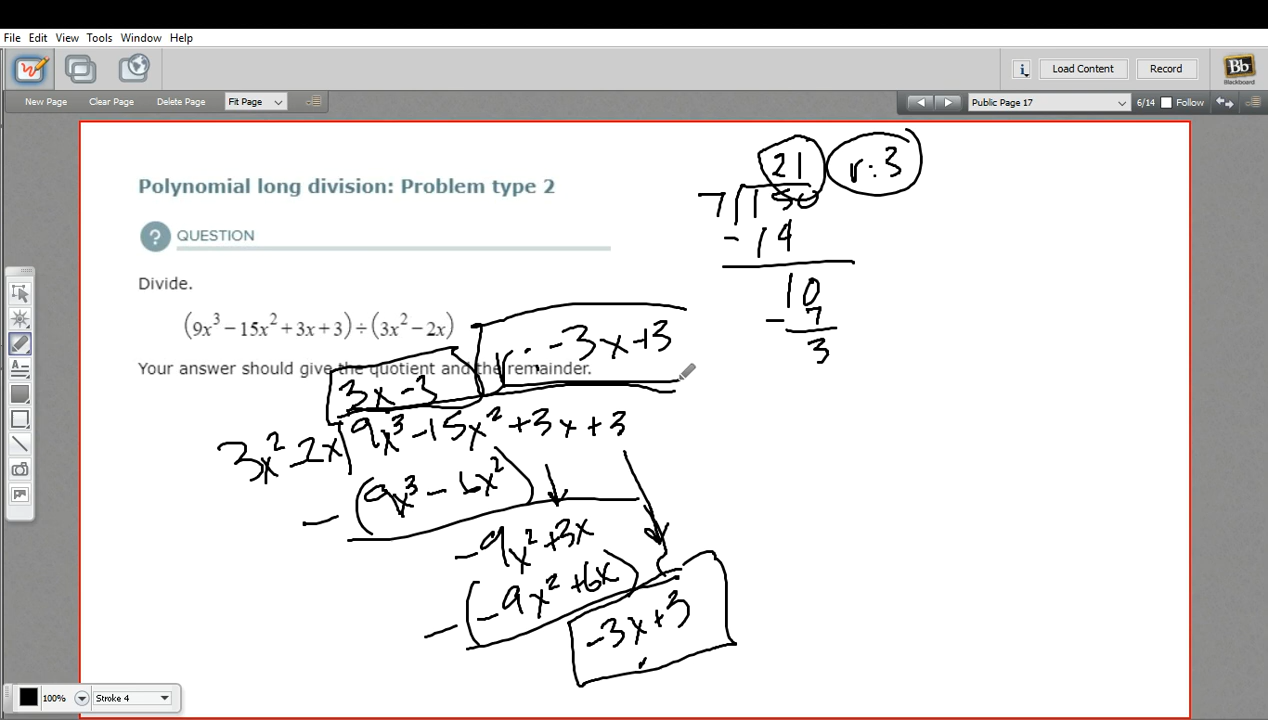 File Edit View Tools Window Help
i Load Content Record Bb Blackboard
New Page Clear Page Delete Page Fit Page 6/14 Public Page 17 Follow
Polynomial long division: Problem type 2
? QUESTION
Divide.
(9x³ − 15x² + 3x + 3) ÷ (3x² − 2x)
Your answer should give the quotient and the remainder.
21 r:3
7 150
- 14
10
- 7
3
3x-3 r: -3x+3
3x²-2x 9x³-15x²+3x+3
- (9x³-6x²)
-9x²+3x
- (-9x²+6x)
-3x+3
100% Stroke 4